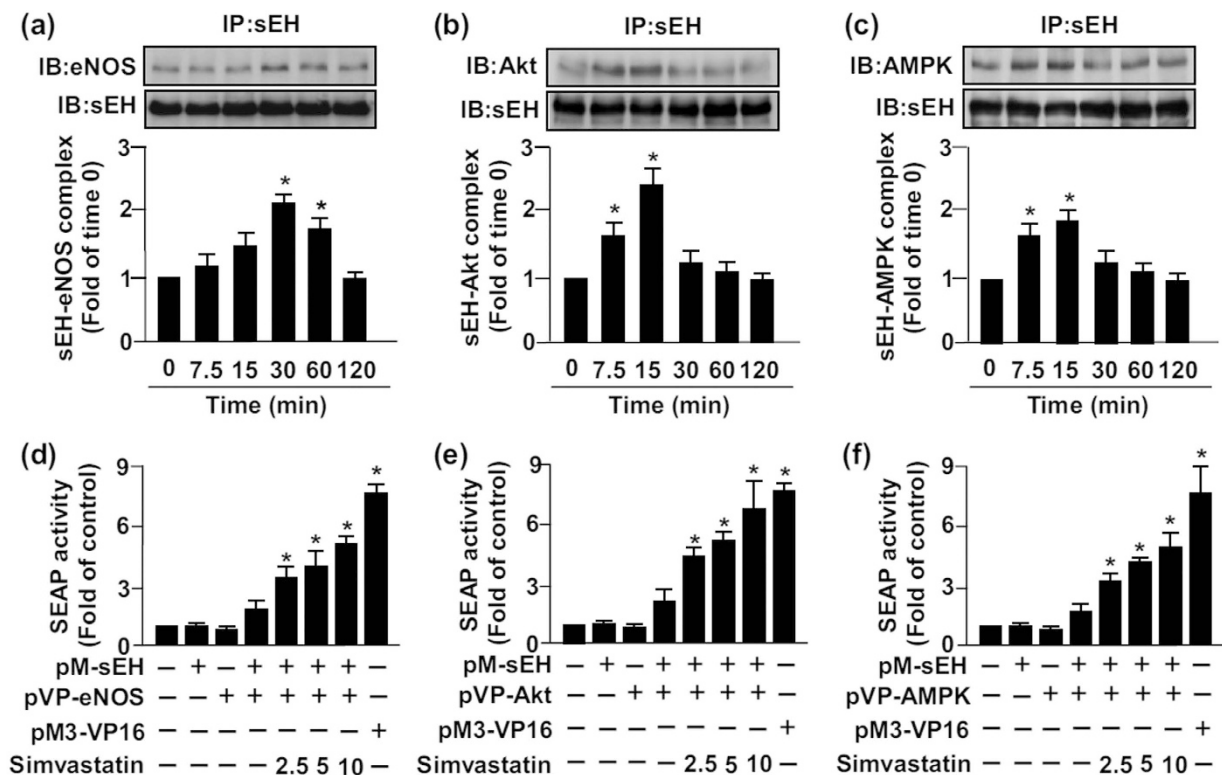 (a)
IP:sEH
IB:eNOS
IB:sEH
sEH-eNOS complex
(Fold of time 0)
3
2
1
0
0 7.5 15 30 60 120
* *
Time (min)
(b)
IP:sEH
IB:Akt
IB:sEH
sEH-Akt complex
(Fold of time 0)
3
2
1
0
* *
0 7.5 15 30 60 120
Time (min)
(c)
IP:sEH
IB:AMPK
IB:sEH
sEH-AMPK complex
(Fold of time 0)
3
2
1
0
* *
0 7.5 15 30 60 120
Time (min)
(d)
SEAP activity
(Fold of control)
9
6
3
0
* * * *
pM-sEH – + – + + + + –
pVP-eNOS – – + + + + + –
pM3-VP16 – – – – – – – +
Simvastatin – – – – 2.5 5 10 –
(e)
SEAP activity
(Fold of control)
9
6
3
0
* * * *
pM-sEH – + – + + + + –
pVP-Akt – – + + + + + –
pM3-VP16 – – – – – – – +
Simvastatin – – – – 2.5 5 10 –
(f)
SEAP activity
(Fold of control)
9
6
3
0
* * * *
pM-sEH – + – + + + + –
pVP-AMPK – – + + + + + –
pM3-VP16 – – – – – – – +
Simvastatin – – – – 2.5 5 10 –